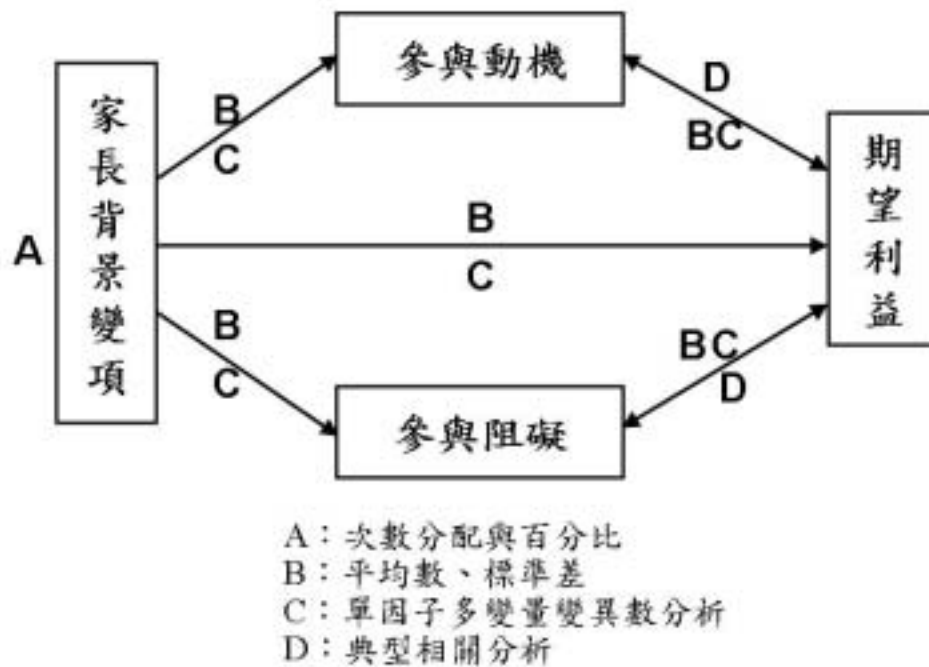 參與動機
D
BC
B
C
家長背景變項
A
B
C
期望利益
B
C
BC
D
參與阻礙
A：次數分配與百分比
B：平均數、標準差
C：單因子多變量變異數分析
D：典型相關分析